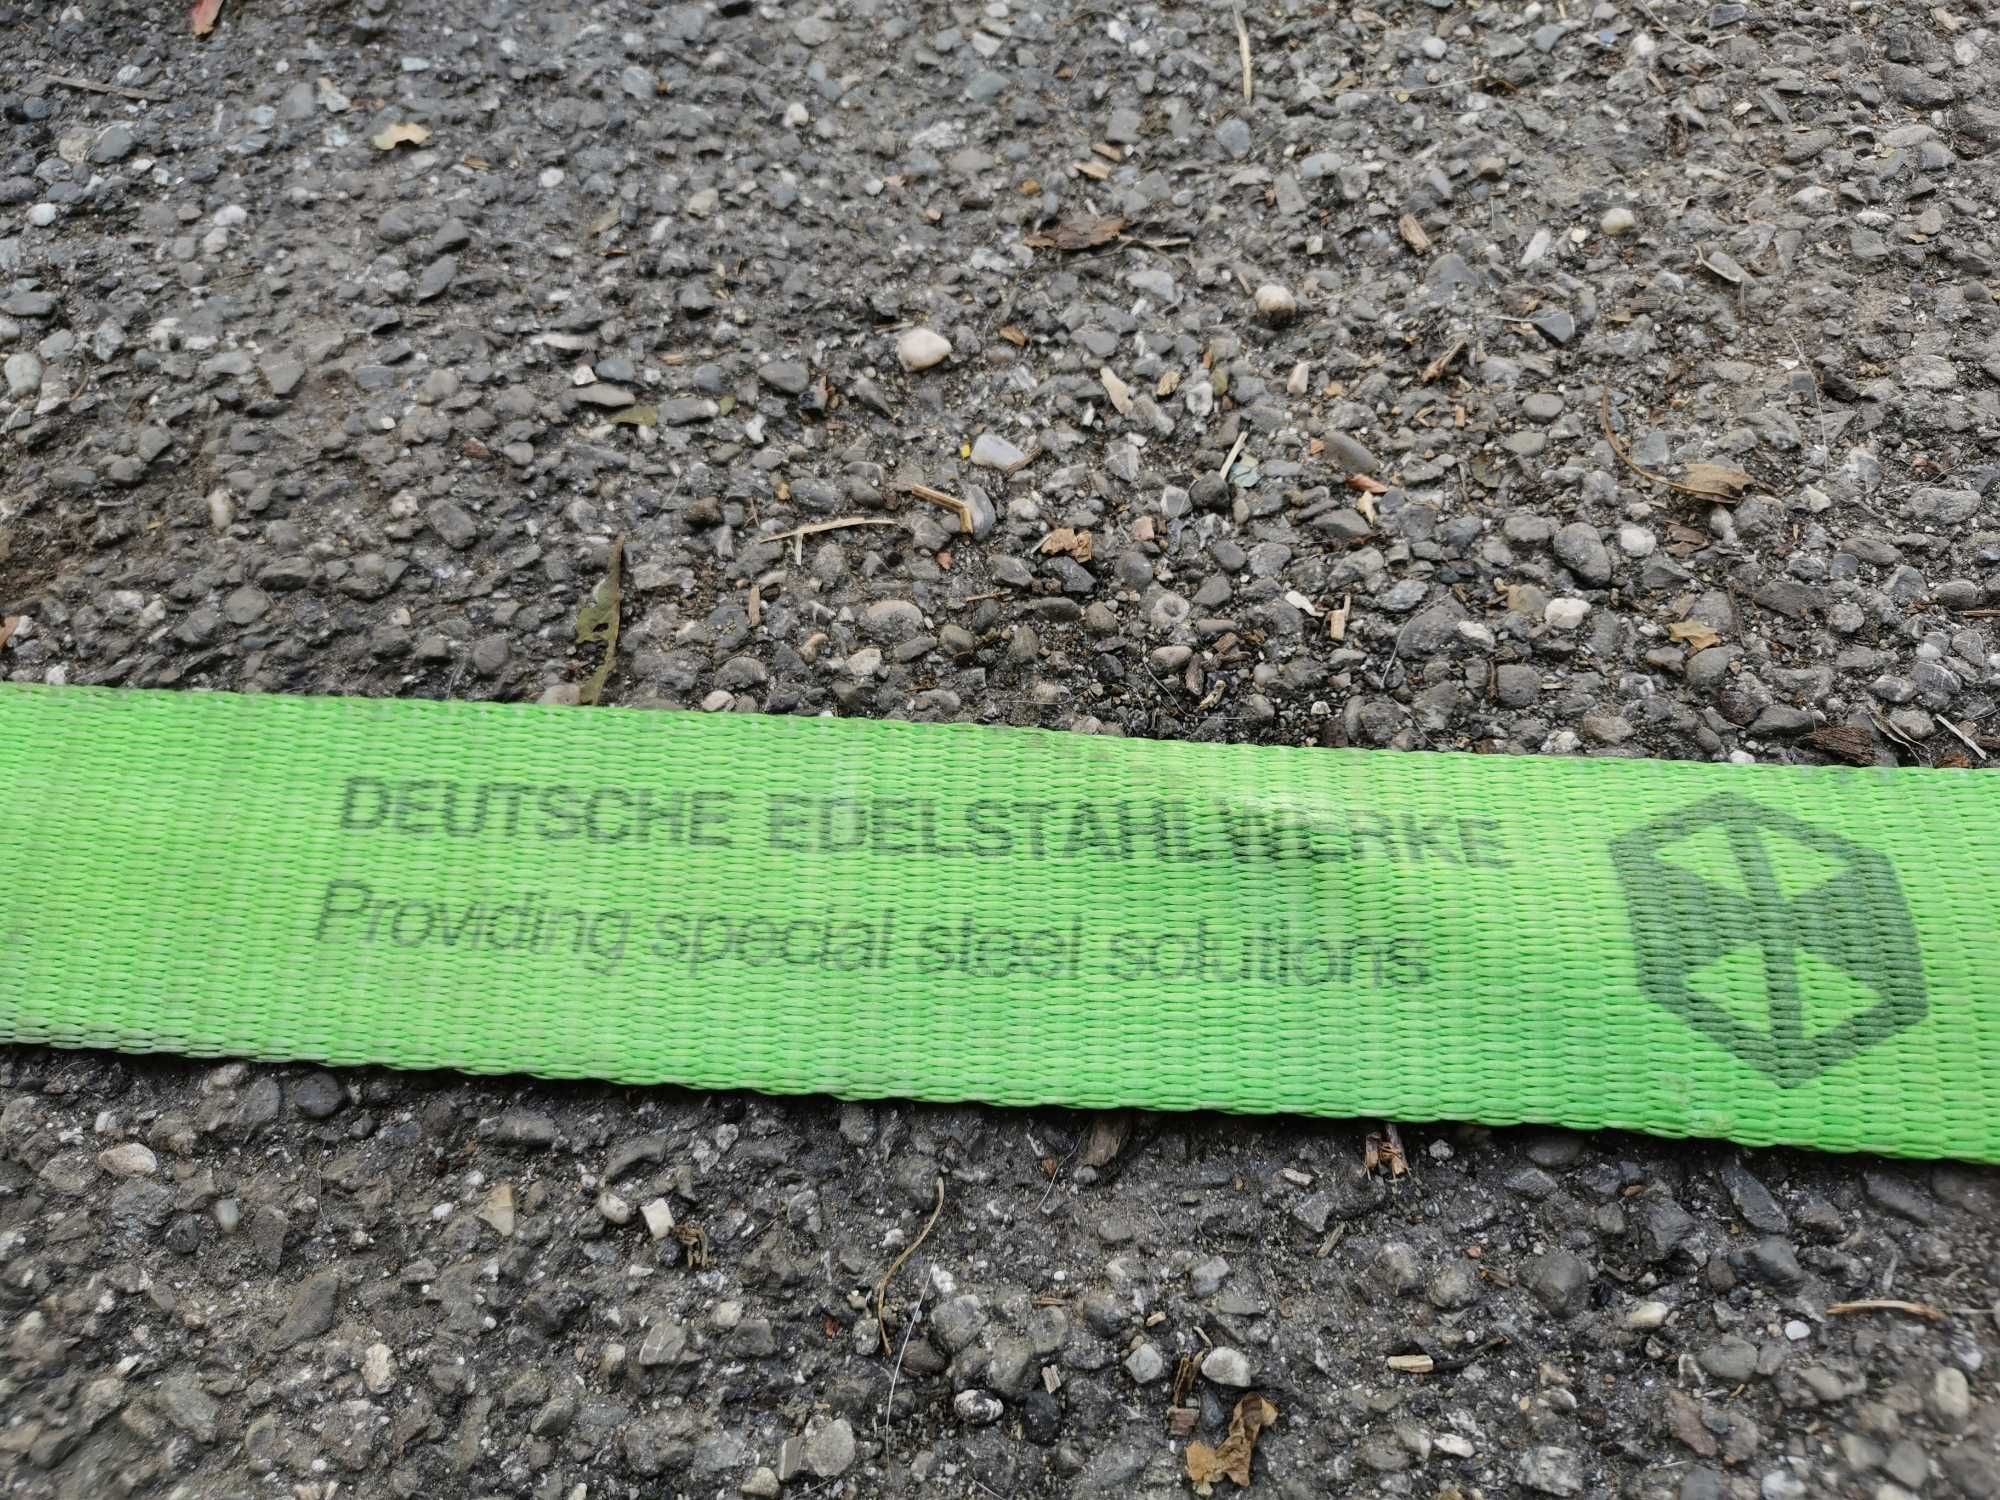 DEUTSCHE EDELSTAHLWERKE
Providing special steel solutions